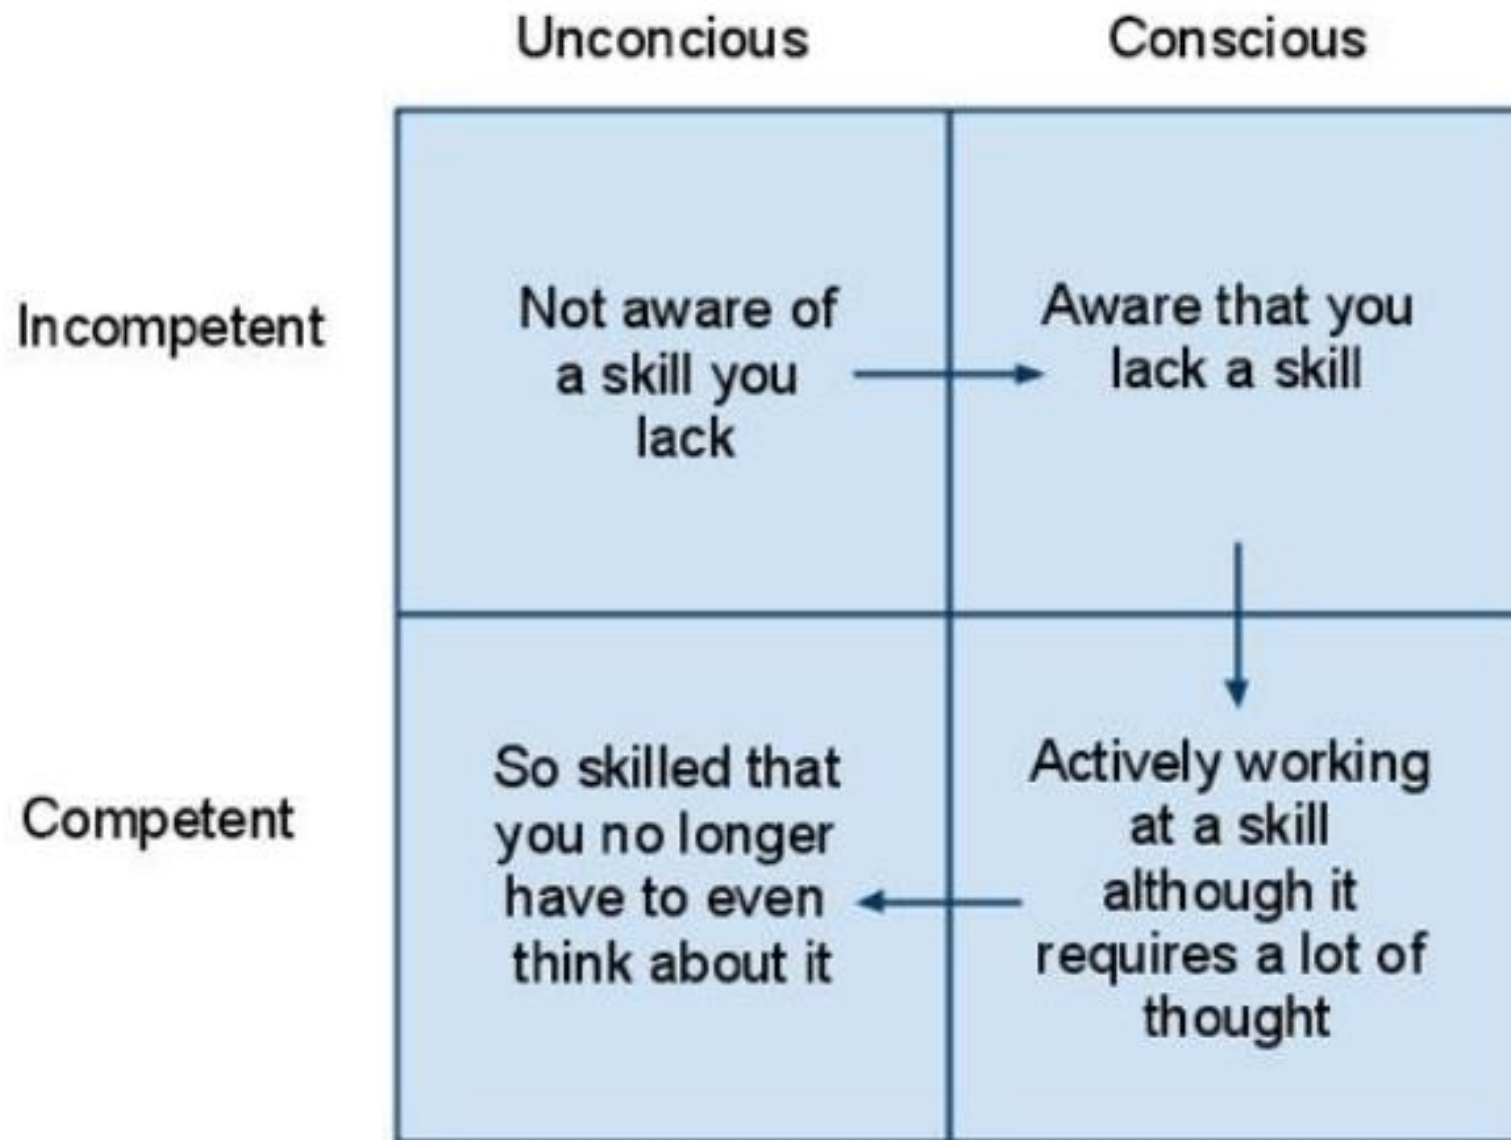 Unconcious
Conscious
Incompetent
Not aware of
a skill you
lack
Aware that you
lack a skill
Competent
So skilled that
you no longer
have to even
think about it
Actively working
at a skill
although it
requires a lot of
thought